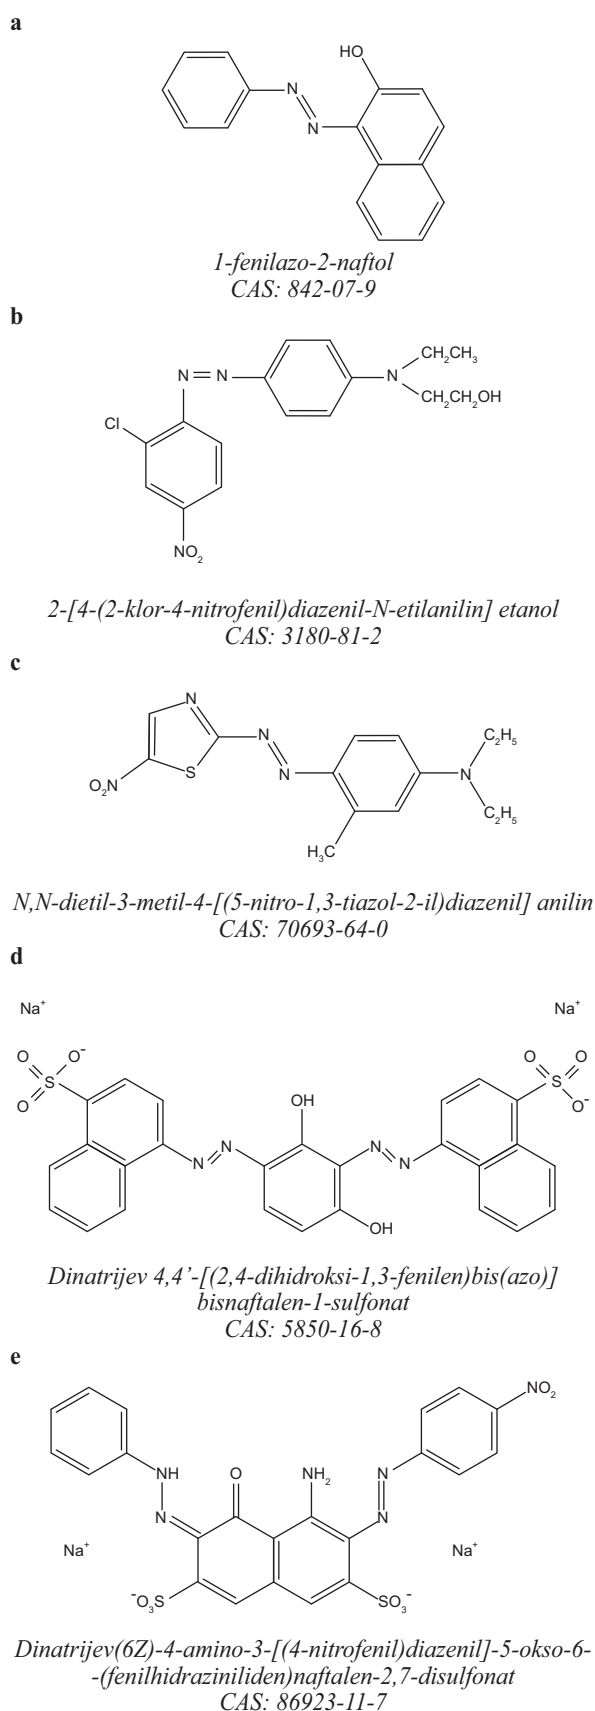 a
HO
N
N
1-fenilazo-2-naftol
CAS: 842-07-9
b
N=N
N
CH₂CH₃
CH₂CH₂OH
Cl
NO₂
2-[4-(2-klor-4-nitrofenil)diazenil-N-etilanilin] etanol
CAS: 3180-81-2
c
N
N
N
S
O₂N
N
C₂H₅
C₂H₅
H₃C
N,N-dietil-3-metil-4-[(5-nitro-1,3-tiazol-2-il)diazenil] anilin
CAS: 70693-64-0
d
Na⁺ Na⁺
O O⁻ S O
O O S O⁻
OH
N N N N
OH
Dinatrijev 4,4’-[(2,4-dihidroksi-1,3-fenilen)bis(azo)]
bisnaftalen-1-sulfonat
CAS: 5850-16-8
e
NO₂
NH O NH₂ N
N N
Na⁺ Na⁺
⁻O₃S SO₃⁻
Dinatrijev(6Z)-4-amino-3-[(4-nitrofenil)diazenil]-5-okso-6-
-(fenilhidraziniliden)naftalen-2,7-disulfonat
CAS: 86923-11-7